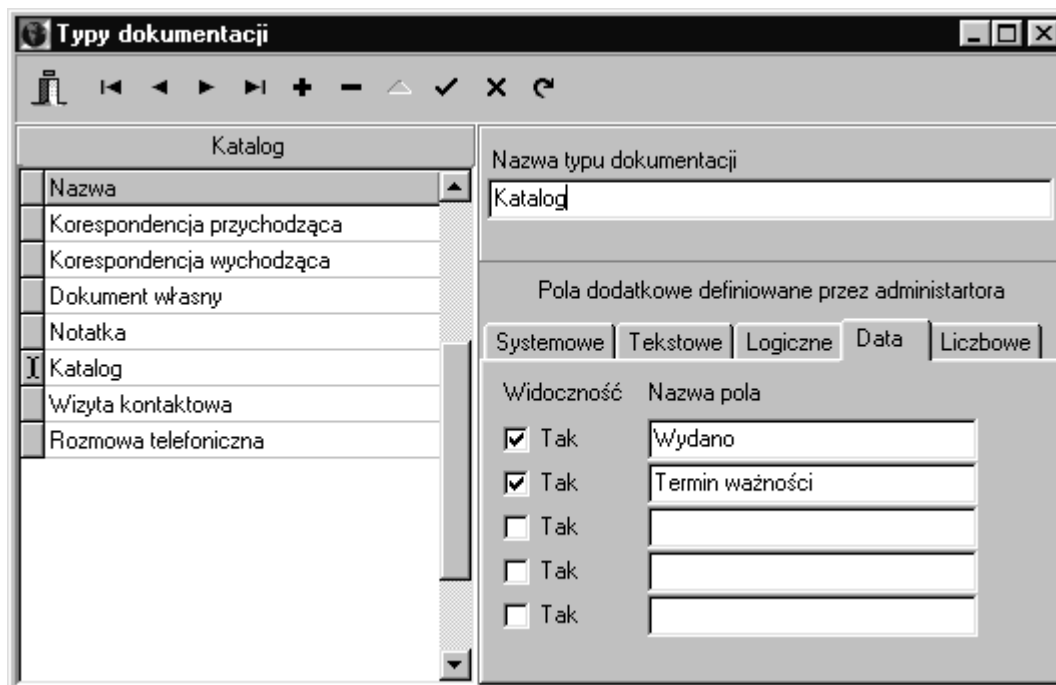 Typy dokumentacji
Katalog
Nazwa
Korespondencja przychodząca
Korespondencja wychodząca
Dokument własny
Notatka
Katalog
Wizyta kontaktowa
Rozmowa telefoniczna
Nazwa typu dokumentacji
Katalog
Pola dodatkowe definiowane przez administartora
Systemowe Tekstowe Logiczne Data Liczbowe
Widoczność Nazwa pola
Tak Wydano
Tak Termin ważności
Tak
Tak
Tak